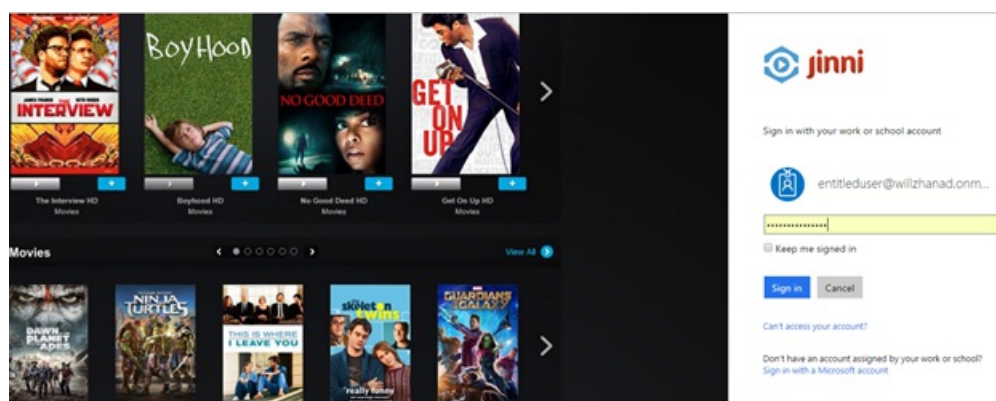 JAMES FRANCO SETH ROGEN
THE
INTERVIEW
BOYHOOD
NO GOOD DEED
GET
ON
UP
The Interview HD
Movies
Boyhood HD
Movies
No Good Deed HD
Movies
Get On Up HD
Movies
Movies
View All
DAWN
PLANET
APES
NINJA
TURTLES
THIS IS WHERE
I LEAVE YOU
the
skeleton
twins
"really funny
GUARDIANS
GALAXY
jinni
Sign in with your work or school account
entitleduser@willzhanad.onm...
Keep me signed in
Sign in
Cancel
Can't access your account?
Don't have an account assigned by your work or school?
Sign in with a Microsoft account